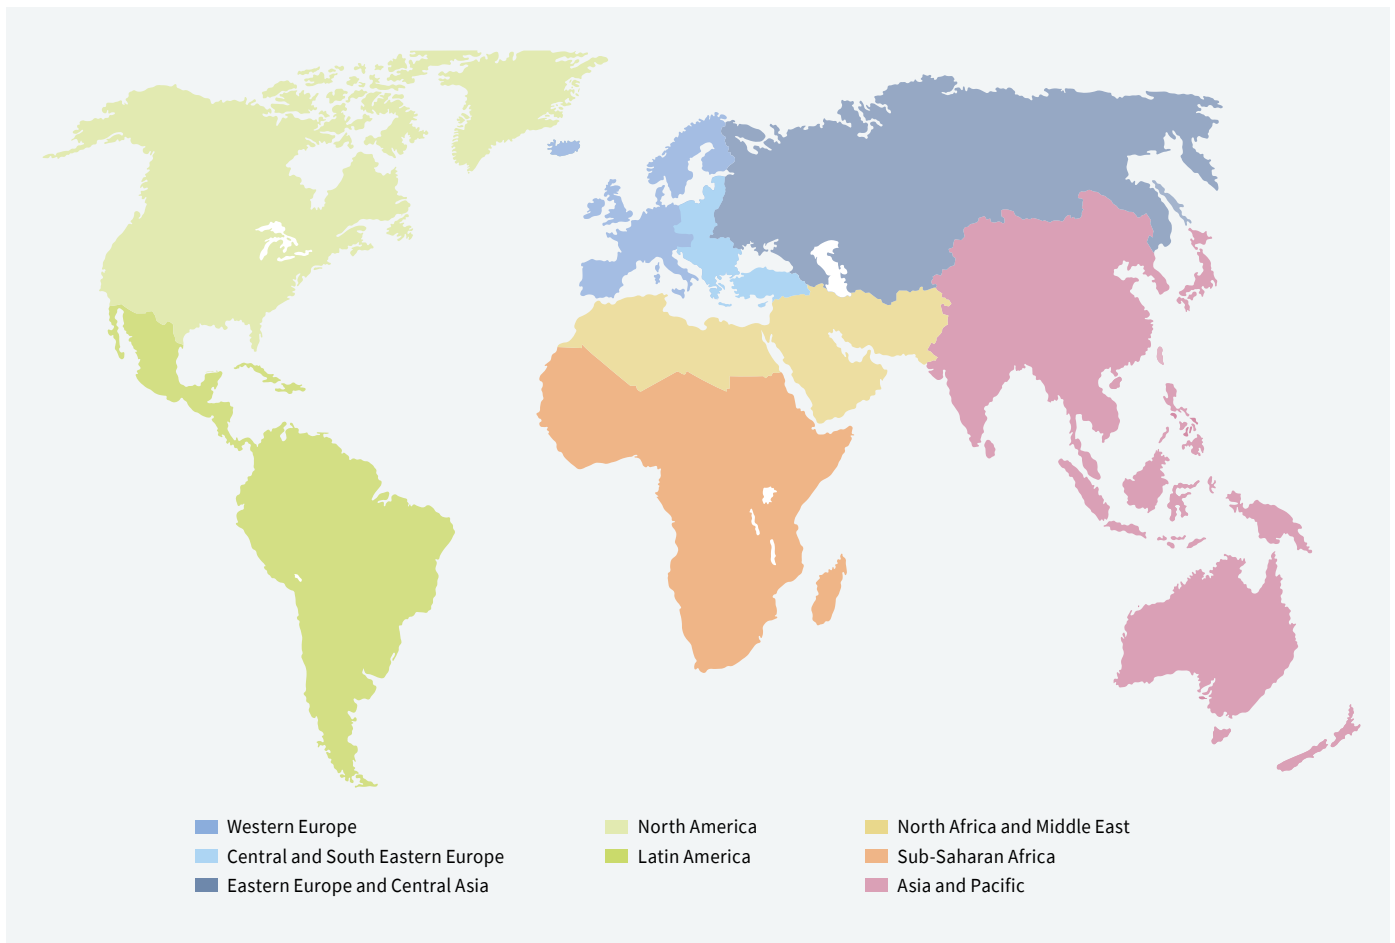 Western Europe
Central and South Eastern Europe
Eastern Europe and Central Asia
North America
Latin America
North Africa and Middle East
Sub-Saharan Africa
Asia and Pacific